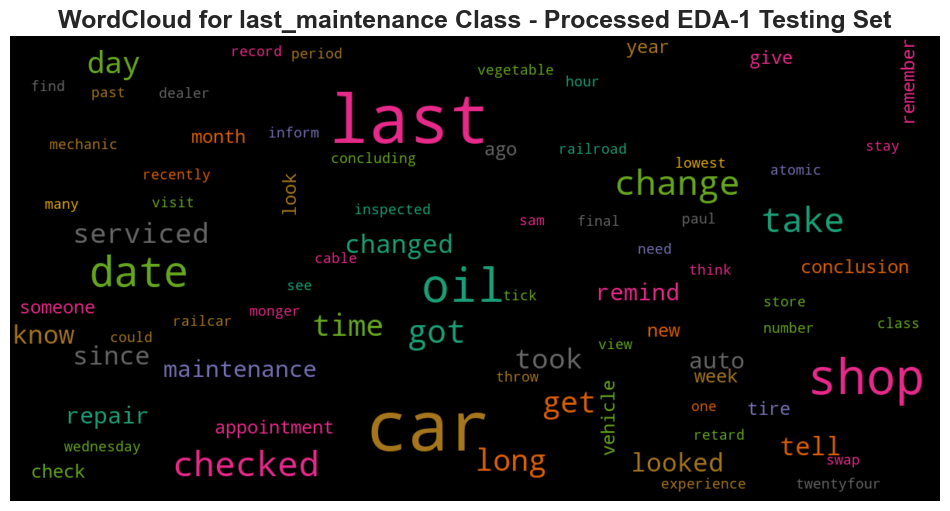 WordCloud for last_maintenance Class - Processed EDA-1 Testing Set
record
period
year
give
remember
day
vegetable
hour
find
past
dealer
last
mechanic
month
inform
concluding
ago
railroad
stay
lowest
atomic
recently
look
change
many
visit
inspected
sam
final
paul
take
serviced
changed
need
date
cable
see
oil
tick
think
conclusion
remind
store
someone
monger
railcar
time
got
new
number
class
know
could
since
view
maintenance
took
auto
shop
throw
week
car
get
vehicle
one
tire
repair
appointment
wednesday
retard
tell
check
checked
long
looked
swap
experience
twentyfour